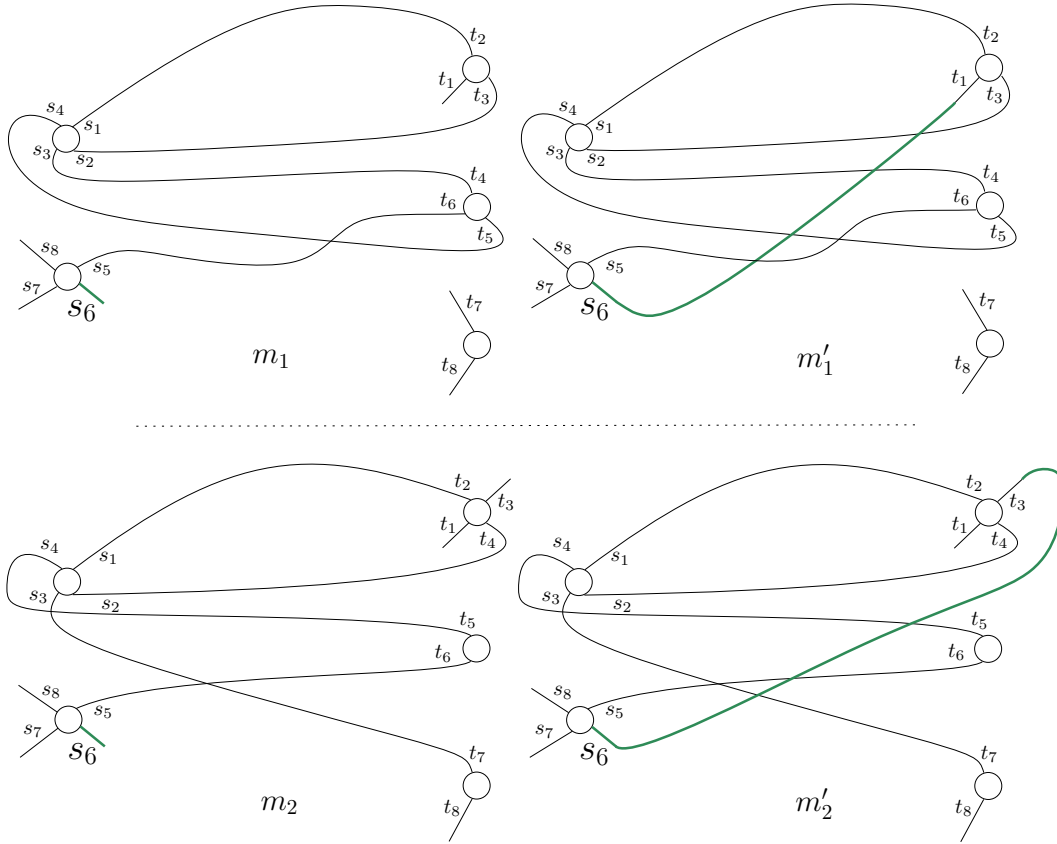 t₂ t₂
t₁ t₃ t₁ t₃
s₄ s₁ s₄ s₁
s₃ s₂ s₃ s₂
t₄ t₄
t₆ t₆
t₅ t₅
s₈ s₅ s₈ s₅
s₇ s₆ s₇ s₆
t₇ t₇
m₁ t₈ m₁′ t₈
t₂ t₂
t₃ t₃
t₁ t₄ t₁ t₄
s₄ s₁ s₄ s₁
s₃ s₂ s₃ s₂
t₅ t₅
t₆ t₆
s₈ s₅ s₈ s₅
s₇ s₆ s₇ s₆
t₇ t₇
m₂ t₈ m₂′ t₈